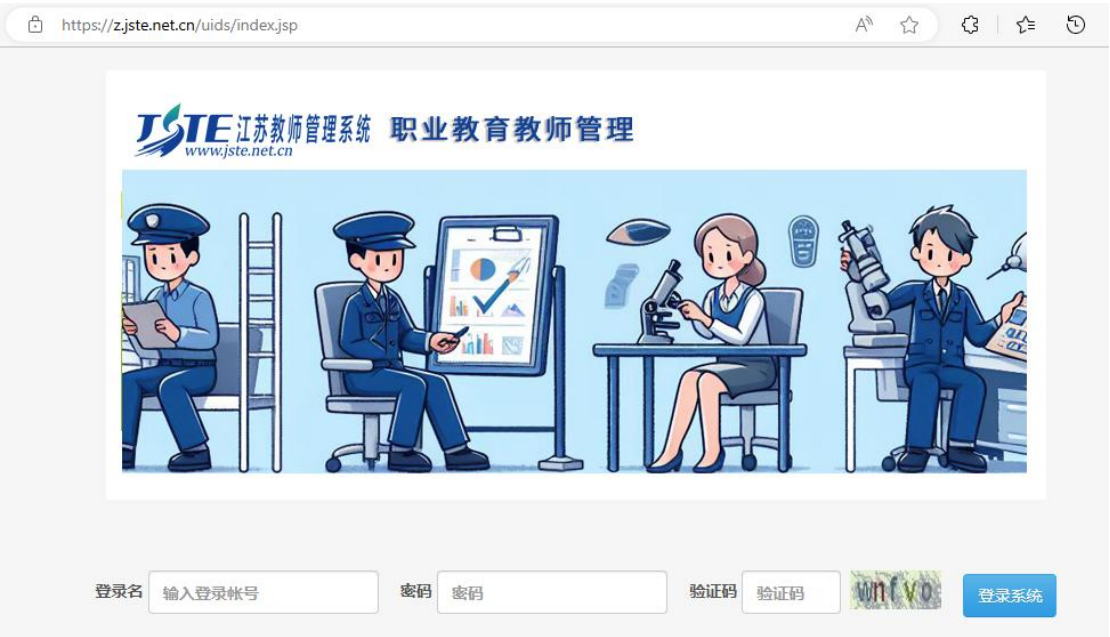 https://z.jste.net.cn/uids/index.jsp
JSTE 江苏教师管理系统 职业教育教师管理
www.jste.net.cn
登录名 输入登录帐号 密码 密码 验证码 验证码 wnfvo 登录系统